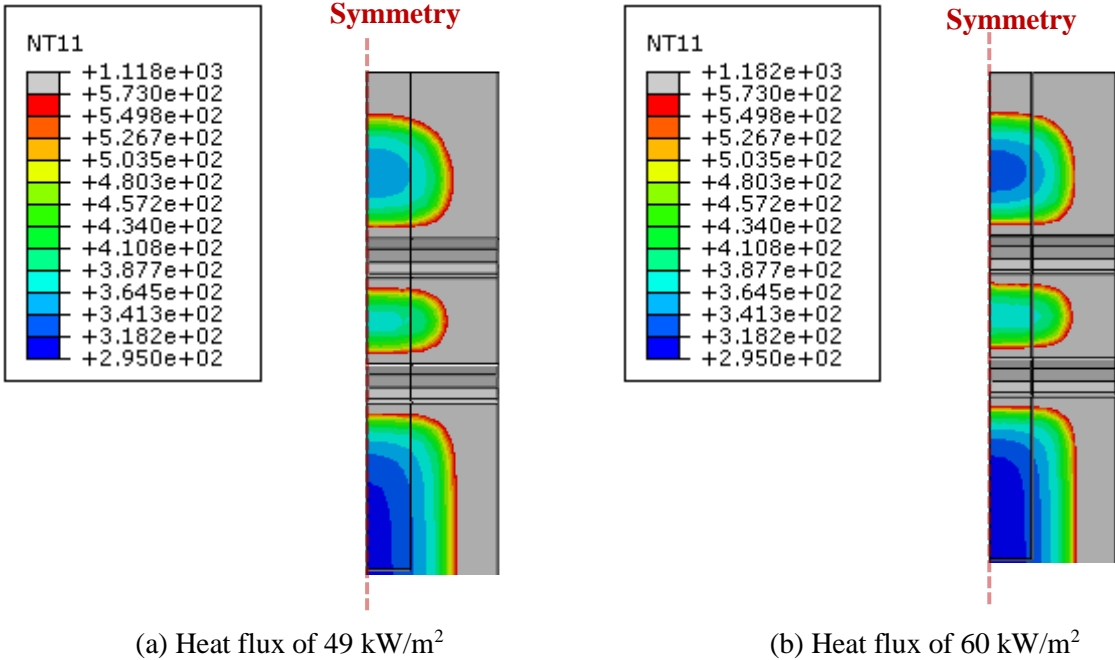 Symmetry
NT11
+1.118e+03
+5.730e+02
+5.498e+02
+5.267e+02
+5.035e+02
+4.803e+02
+4.572e+02
+4.340e+02
+4.108e+02
+3.877e+02
+3.645e+02
+3.413e+02
+3.182e+02
+2.950e+02
(a) Heat flux of 49 kW/m²
Symmetry
NT11
+1.182e+03
+5.730e+02
+5.498e+02
+5.267e+02
+5.035e+02
+4.803e+02
+4.572e+02
+4.340e+02
+4.108e+02
+3.877e+02
+3.645e+02
+3.413e+02
+3.182e+02
+2.950e+02
(b) Heat flux of 60 kW/m²